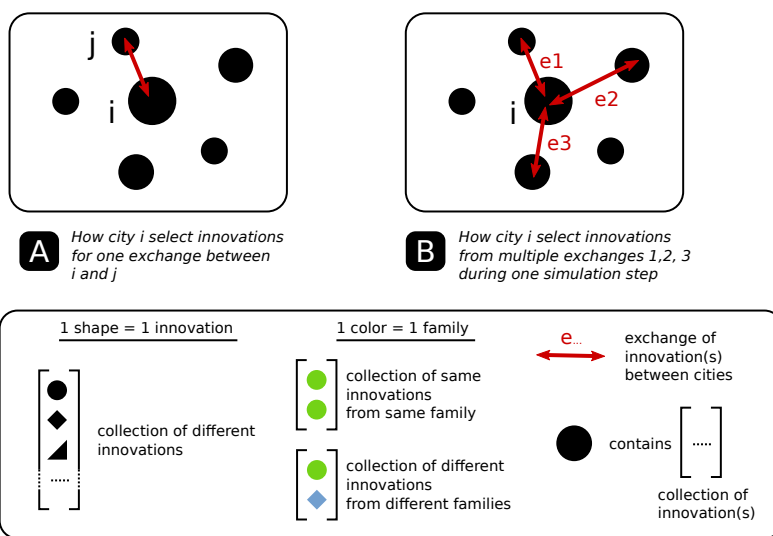 j
i
e1
e2
i
e3
A
How city i select innovations
for one exchange between
i and j
B
How city i select innovations
from multiple exchanges 1,2, 3
during one simulation step
1 shape = 1 innovation
.....
collection of different
innovations
1 color = 1 family
collection of same
innovations
from same family
collection of different
innovations
from different families
e...
exchange of
innovation(s)
between cities
contains
.....
collection of
innovation(s)